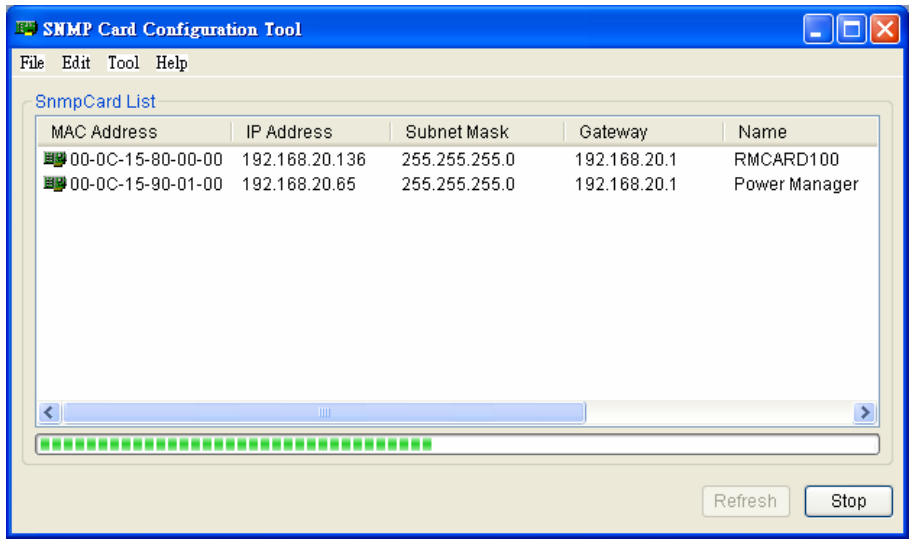 SNMP Card Configuration Tool
File Edit Tool Help
SnmpCard List
MAC Address IP Address Subnet Mask Gateway Name
00-0C-15-80-00-00 192.168.20.136 255.255.255.0 192.168.20.1 RMCARD100
00-0C-15-90-01-00 192.168.20.65 255.255.255.0 192.168.20.1 Power Manager
Refresh Stop